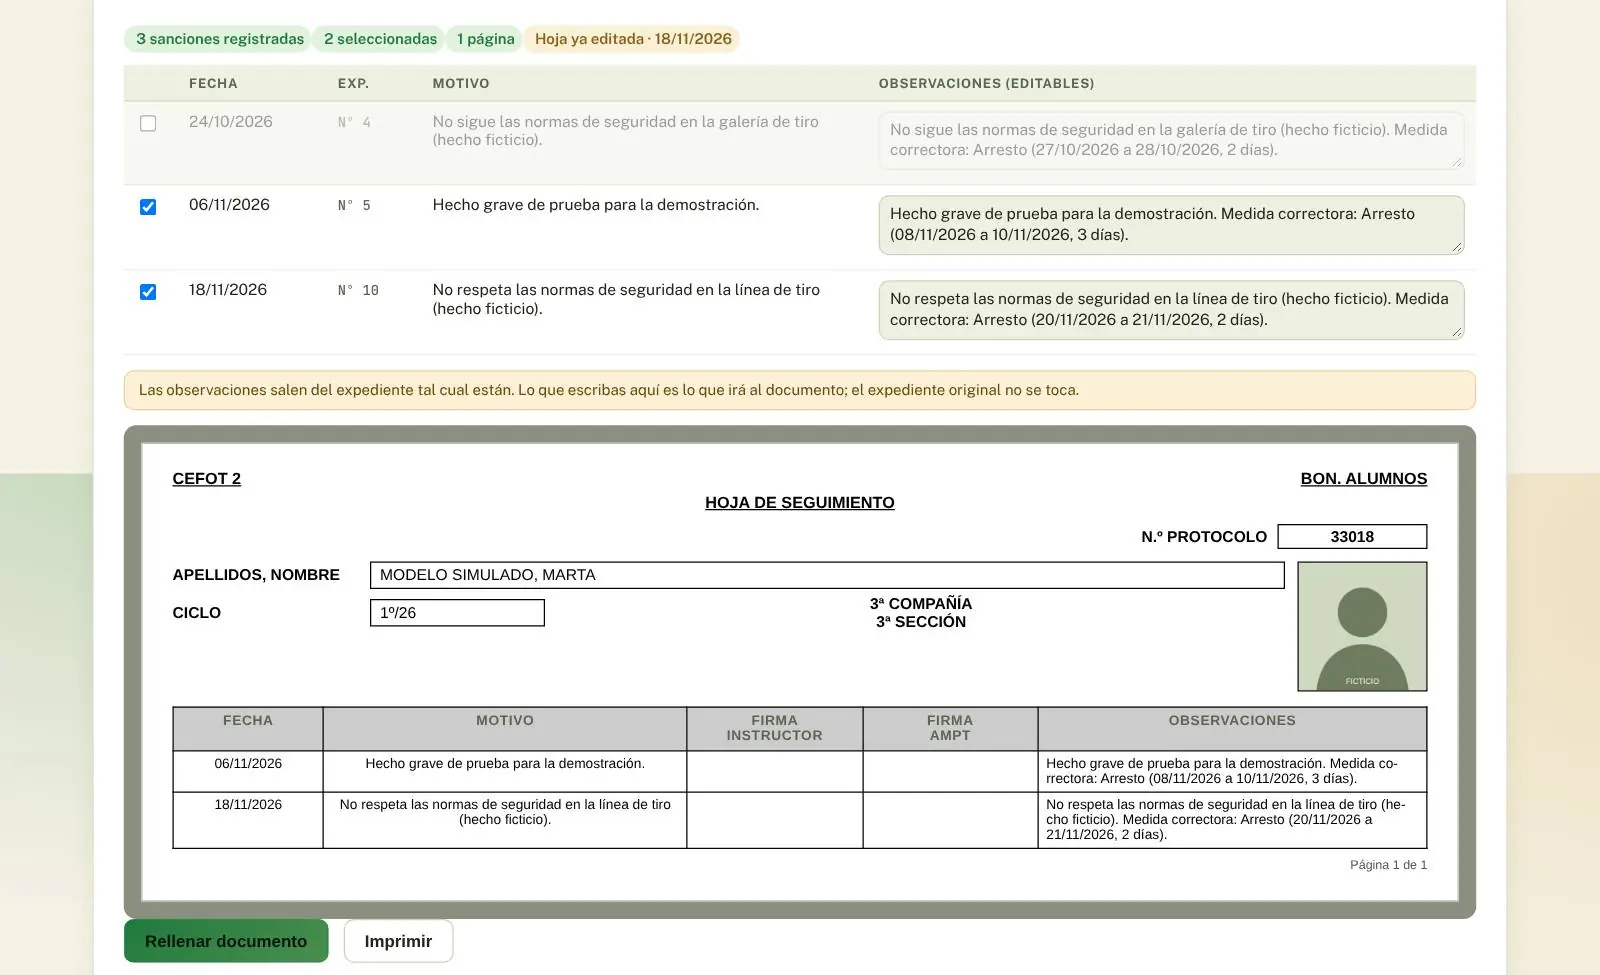 3 sanciones registradas 2 seleccionadas 1 página Hoja ya editada · 18/11/2026
FECHA EXP. MOTIVO OBSERVACIONES (EDITABLES)
24/10/2026 N° 4 No sigue las normas de seguridad en la galería de tiro
(hecho ficticio).
No sigue las normas de seguridad en la galería de tiro (hecho ficticio). Medida
correctora: Arresto (27/10/2026 a 28/10/2026, 2 días).
06/11/2026 N° 5 Hecho grave de prueba para la demostración.
Hecho grave de prueba para la demostración. Medida correctora: Arresto
(08/11/2026 a 10/11/2026, 3 días).
18/11/2026 N° 10 No respeta las normas de seguridad en la línea de tiro
(hecho ficticio).
No respeta las normas de seguridad en la línea de tiro (hecho ficticio). Medida
correctora: Arresto (20/11/2026 a 21/11/2026, 2 días).
Las observaciones salen del expediente tal cual están. Lo que escribas aquí es lo que irá al documento; el expediente original no se toca.
CEFOT 2 BON. ALUMNOS
HOJA DE SEGUIMIENTO
N.º PROTOCOLO 33018
APELLIDOS, NOMBRE MODELO SIMULADO, MARTA
CICLO 1º/26
3ª COMPAÑÍA
3ª SECCIÓN
FICTICIO
FECHA MOTIVO FIRMA INSTRUCTOR FIRMA AMPT OBSERVACIONES
06/11/2026 Hecho grave de prueba para la demostración.
Hecho grave de prueba para la demostración. Medida co-
rrectora: Arresto (08/11/2026 a 10/11/2026, 3 días).
18/11/2026 No respeta las normas de seguridad en la línea de tiro
(hecho ficticio).
No respeta las normas de seguridad en la línea de tiro (he-
cho ficticio). Medida correctora: Arresto (20/11/2026 a
21/11/2026, 2 días).
Página 1 de 1
Rellenar documento Imprimir